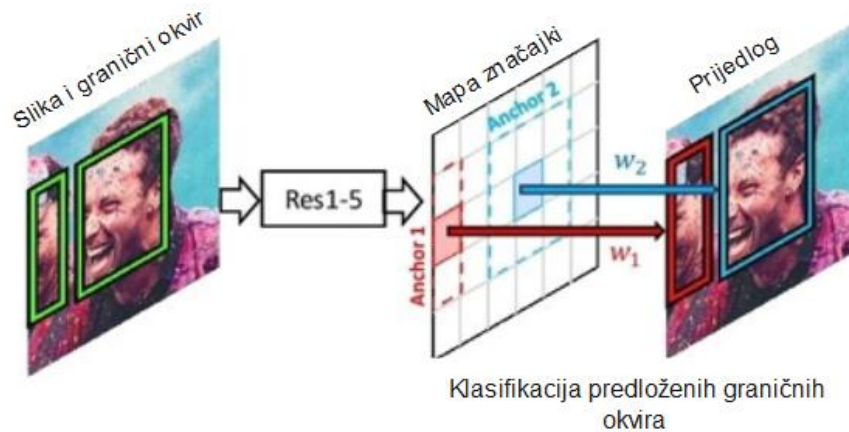 Slika i granični okvir
Res1-5
Mapa značajki
Anchor 1
Anchor 2
w₂
w₁
Prijedlog
Klasifikacija predloženih graničnih
okvira